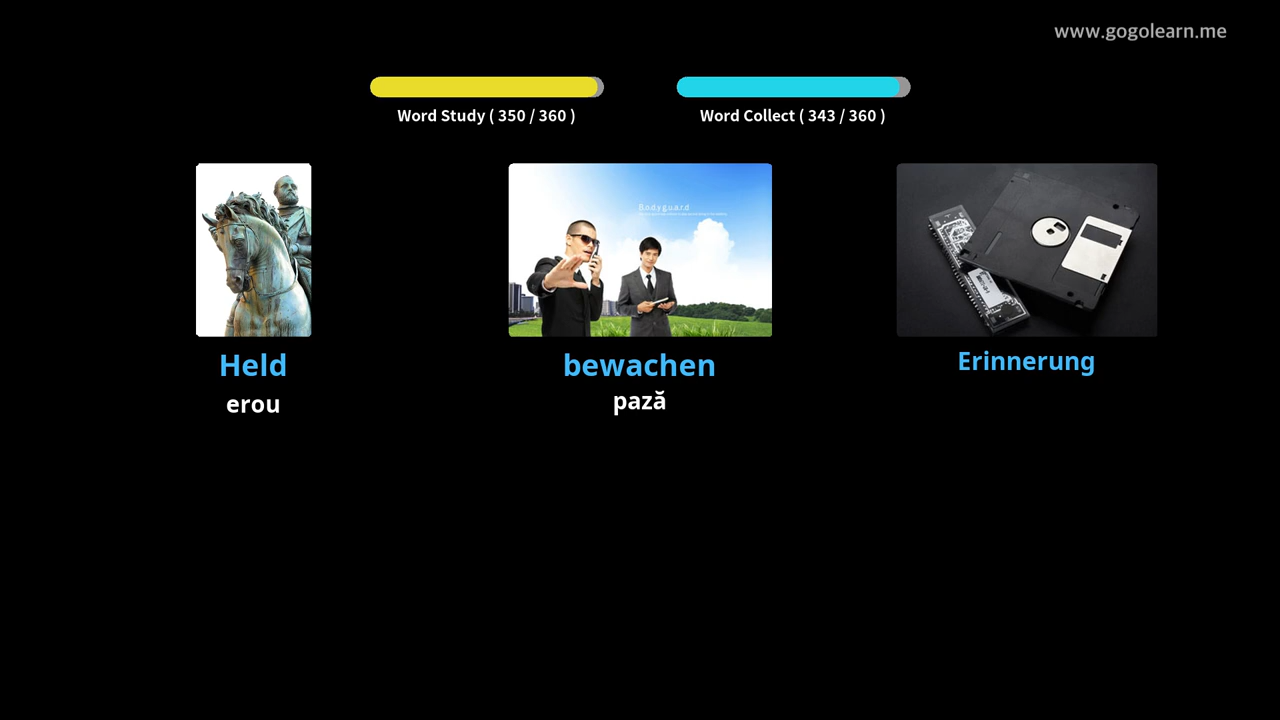 www.gogolearn.me
Word Study ( 350 / 360 )
Word Collect ( 343 / 360 )
Bodyguard
Held
bewachen
Erinnerung
erou
pază